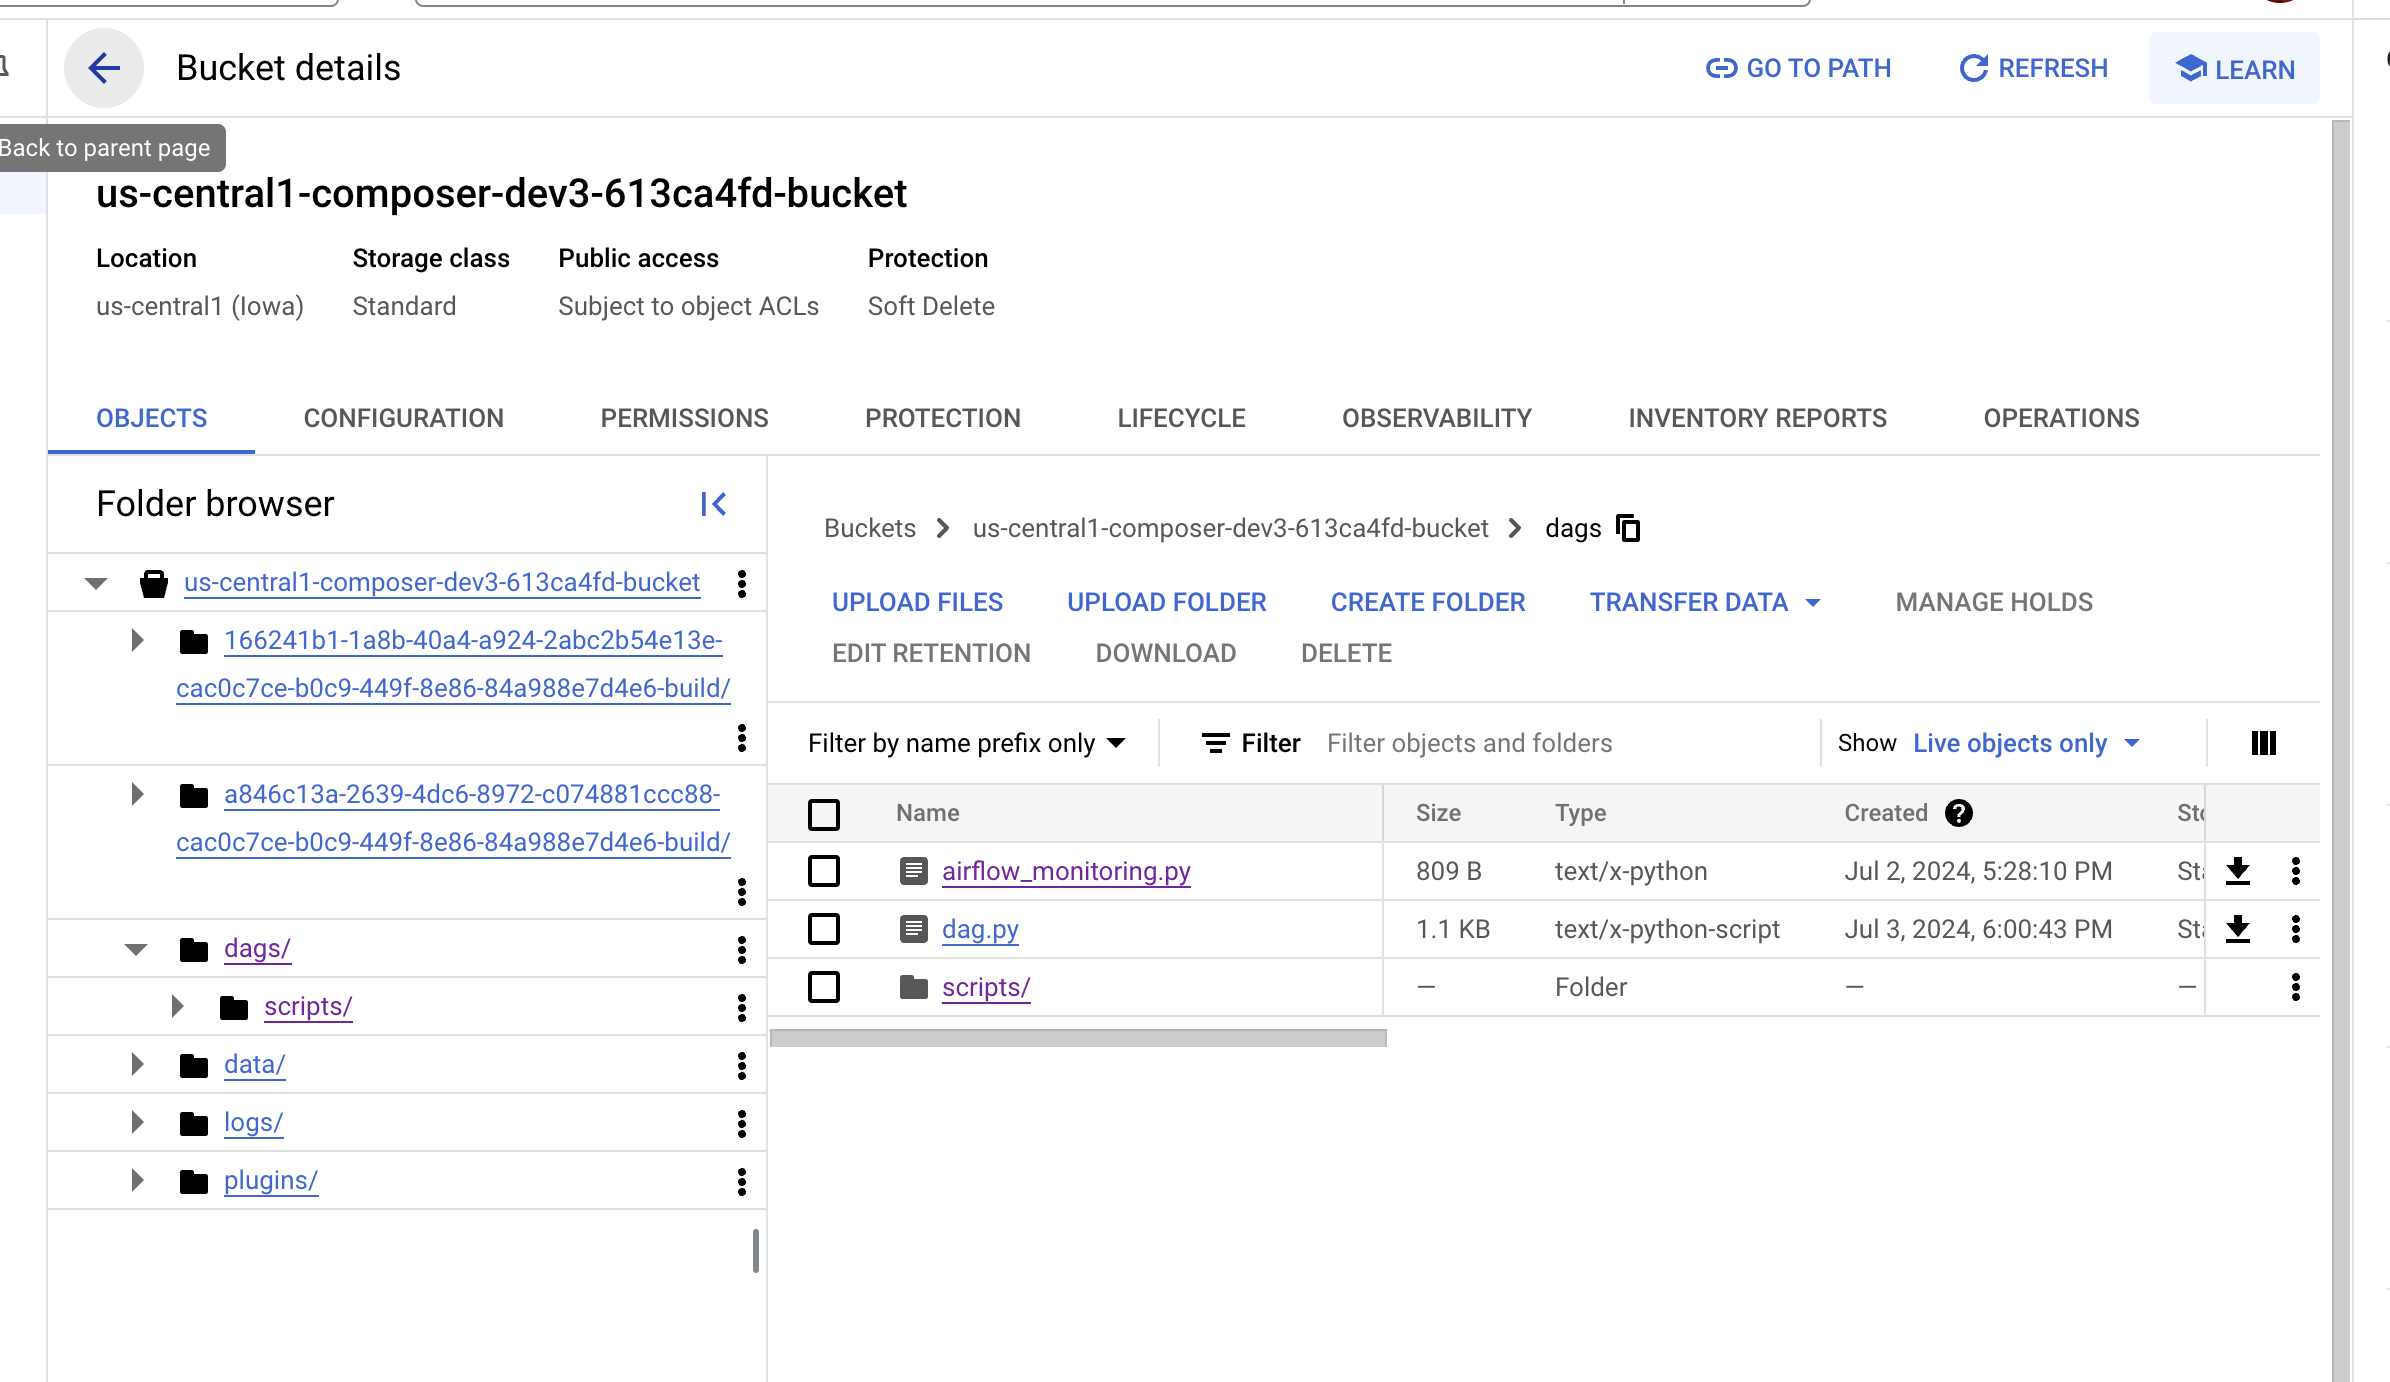 Bucket details
GO TO PATH
REFRESH
LEARN
Back to parent page
us-central1-composer-dev3-613ca4fd-bucket
Location Storage class Public access Protection
us-central1 (Iowa) Standard Subject to object ACLs Soft Delete
OBJECTS CONFIGURATION PERMISSIONS PROTECTION LIFECYCLE OBSERVABILITY INVENTORY REPORTS OPERATIONS
Folder browser
us-central1-composer-dev3-613ca4fd-bucket
166241b1-1a8b-40a4-a924-2abc2b54e13e-
cac0c7ce-b0c9-449f-8e86-84a988e7d4e6-build/
a846c13a-2639-4dc6-8972-c074881ccc88-
cac0c7ce-b0c9-449f-8e86-84a988e7d4e6-build/
dags/
scripts/
data/
logs/
plugins/
Buckets us-central1-composer-dev3-613ca4fd-bucket dags
UPLOAD FILES UPLOAD FOLDER CREATE FOLDER TRANSFER DATA MANAGE HOLDS
EDIT RETENTION DOWNLOAD DELETE
Filter by name prefix only Filter Filter objects and folders Show Live objects only
Name Size Type Created
airflow_monitoring.py 809 B text/x-python Jul 2, 2024, 5:28:10 PM
dag.py 1.1 KB text/x-python-script Jul 3, 2024, 6:00:43 PM
scripts/ — Folder — —